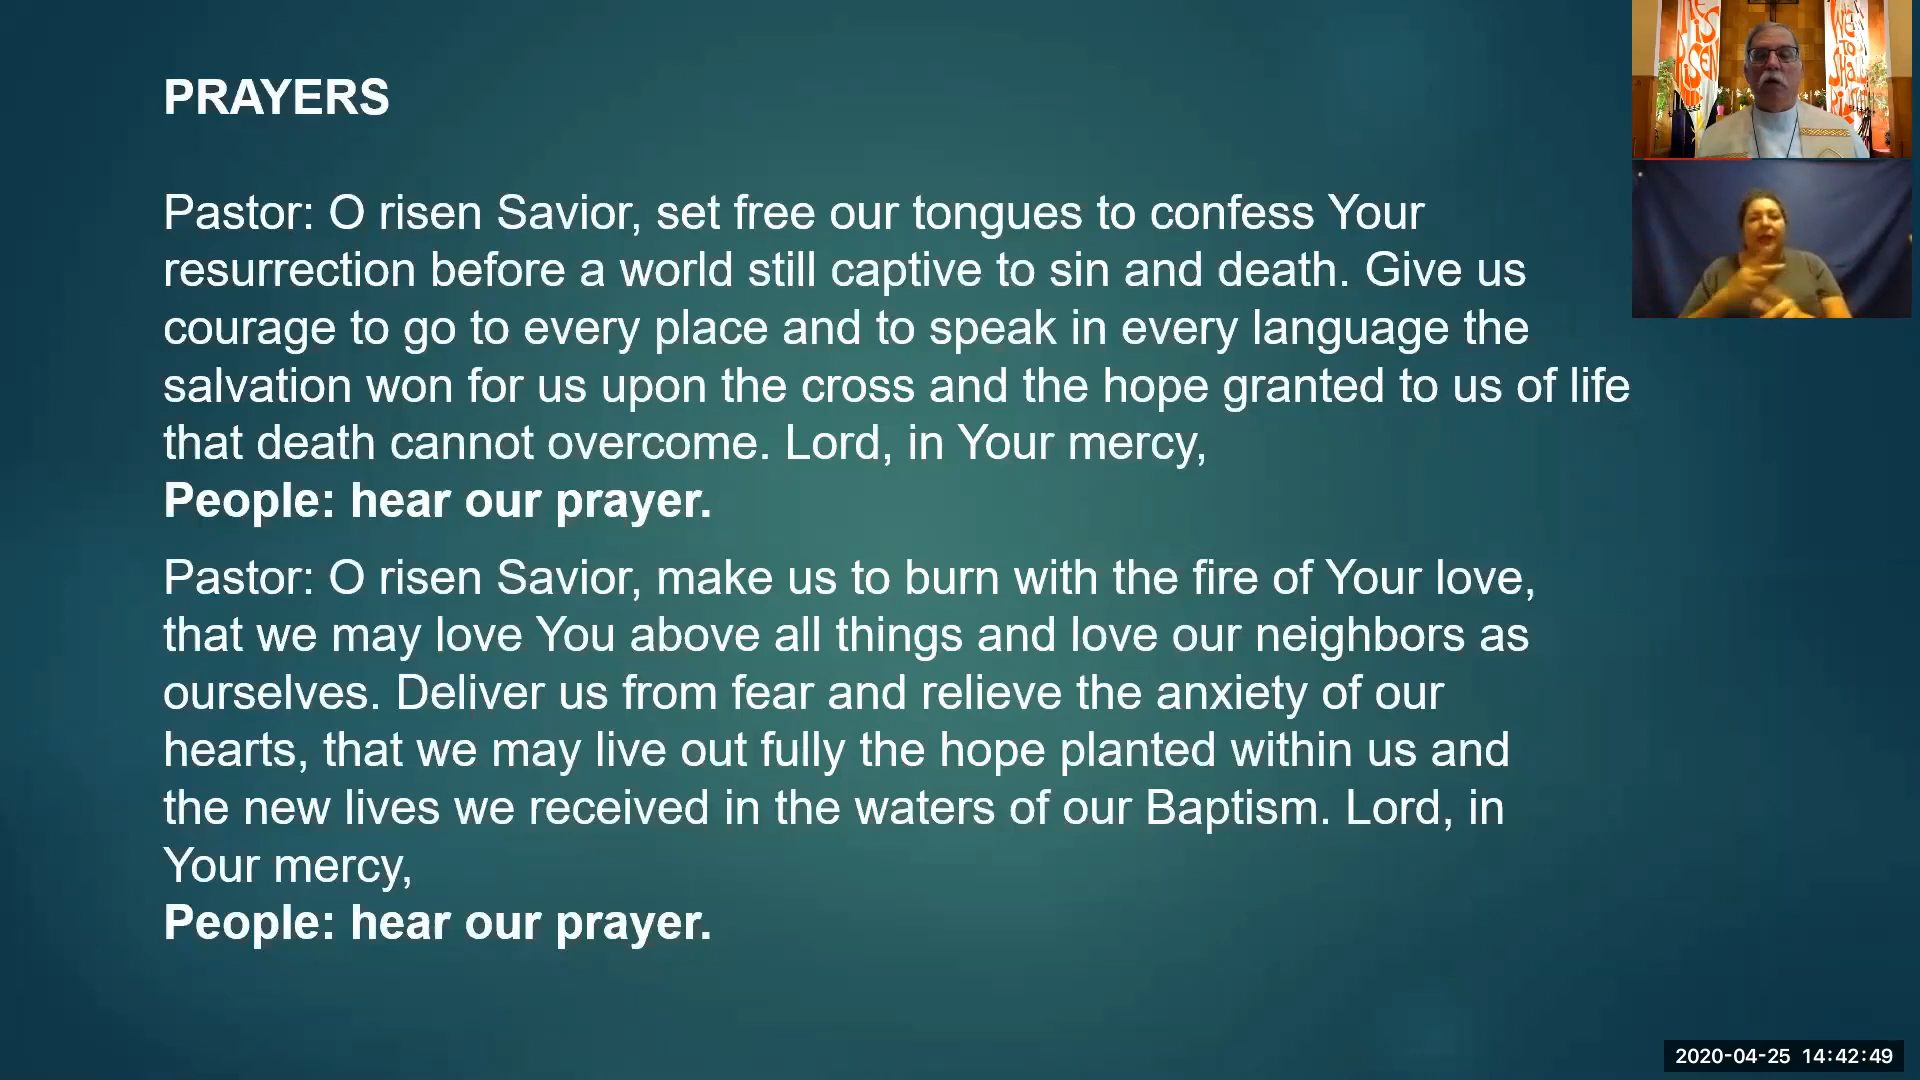 PRAYERS
Pastor: O risen Savior, set free our tongues to confess Your
resurrection before a world still captive to sin and death. Give us
courage to go to every place and to speak in every language the
salvation won for us upon the cross and the hope granted to us of life
that death cannot overcome. Lord, in Your mercy,
People: hear our prayer.
Pastor: O risen Savior, make us to burn with the fire of Your love,
that we may love You above all things and love our neighbors as
ourselves. Deliver us from fear and relieve the anxiety of our
hearts, that we may live out fully the hope planted within us and
the new lives we received in the waters of our Baptism. Lord, in
Your mercy,
People: hear our prayer.
iS
RiSEN
We
To
SHALL
2020-04-25 14:42:49